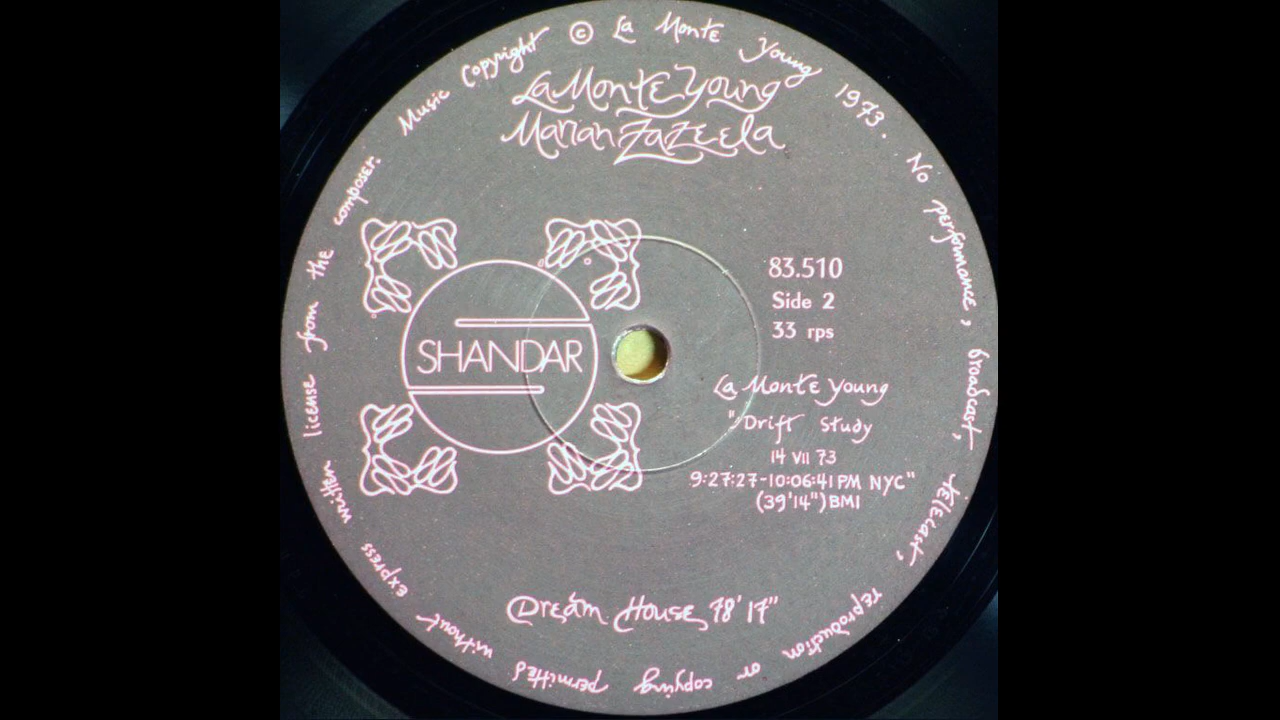 Music Copyright © La Monte Young 1973. No performance, broadcast, telecast, reproduction or copying permitted without express written license from the composer.
La Monte Young
Marian Zazeela
83.510
Side 2
33 rps
SHANDAR
La Monte Young
"Drift Study
14 VII 73
9:27:27-10:06:41 PM NYC"
(39'14") BMI
Dream House 78'17"